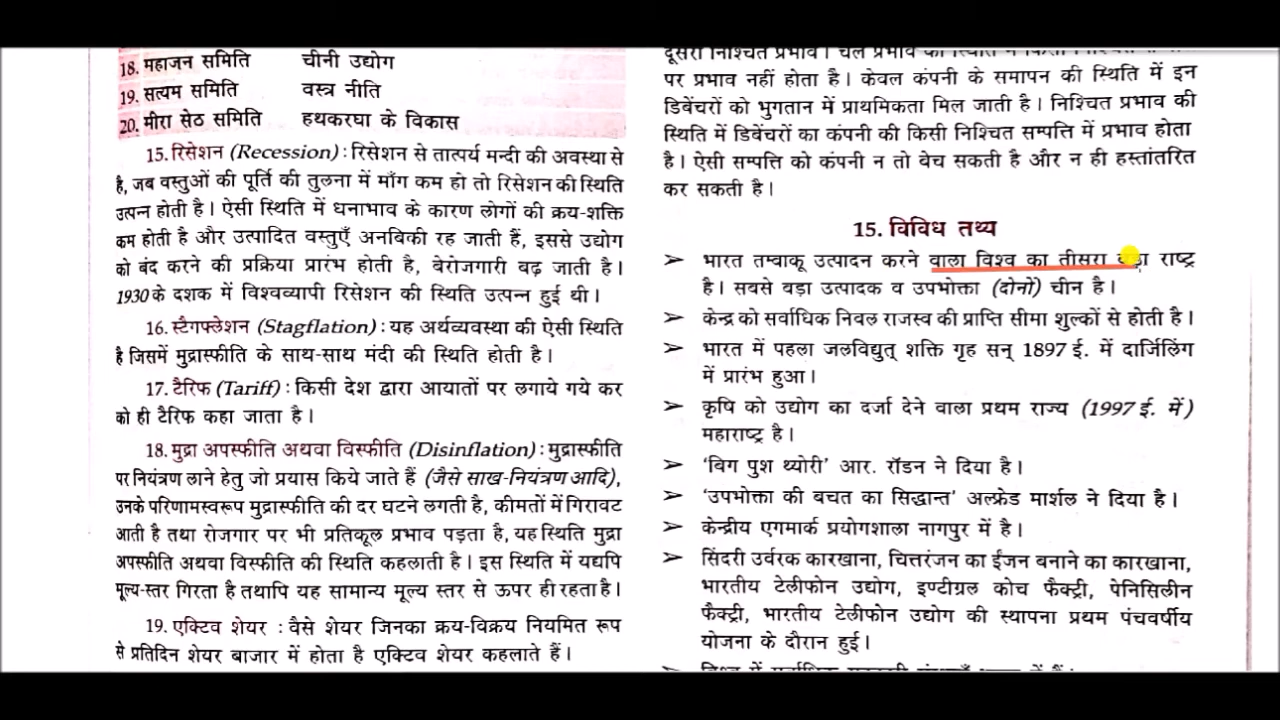 18. महाजन समिति चीनी उद्योग
19. सत्यम समिति वस्त्र नीति
20. मीरा सेठ समिति हथकरघा के विकास
15. रिसेशन (Recession) : रिसेशन से तात्पर्य मन्दी की अवस्था से
है, जब वस्तुओं की पूर्ति की तुलना में माँग कम हो तो रिसेशन की स्थिति
उत्पन्न होती है। ऐसी स्थिति में धनाभाव के कारण लोगों की क्रय-शक्ति
कम होती है और उत्पादित वस्तुएँ अनबिकी रह जाती हैं, इससे उद्योग
को बंद करने की प्रक्रिया प्रारंभ होती है, बेरोजगारी बढ़ जाती है।
1930 के दशक में विश्वव्यापी रिसेशन की स्थिति उत्पन्न हुई थी।
16. स्टैगफ्लेशन (Stagflation) : यह अर्थव्यवस्था की ऐसी स्थिति
है जिसमें मुद्रास्फीति के साथ-साथ मंदी की स्थिति होती है।
17. टैरिफ (Tariff) : किसी देश द्वारा आयातों पर लगाये गये कर
को ही टैरिफ कहा जाता है।
18. मुद्रा अपस्फीति अथवा विस्फीति (Disinflation) : मुद्रास्फीति
पर नियंत्रण लाने हेतु जो प्रयास किये जाते हैं (जैसे साख-नियंत्रण आदि),
उनके परिणामस्वरूप मुद्रास्फीति की दर घटने लगती है, कीमतों में गिरावट
आती है तथा रोजगार पर भी प्रतिकूल प्रभाव पड़ता है, यह स्थिति मुद्रा
अपस्फीति अथवा विस्फीति की स्थिति कहलाती है। इस स्थिति में यद्यपि
मूल्य-स्तर गिरता है तथापि यह सामान्य मूल्य स्तर से ऊपर ही रहता है।
19. एक्टिव शेयर : वैसे शेयर जिनका क्रय-विक्रय नियमित रूप
से प्रतिदिन शेयर बाजार में होता है एक्टिव शेयर कहलाते हैं।
दूसरी निश्चित प्रभाव। चल प्रभाव की स्थिति में
पर प्रभाव नहीं होता है। केवल कंपनी के समापन की स्थिति में इन
डिबेंचरों को भुगतान में प्राथमिकता मिल जाती है। निश्चित प्रभाव की
स्थिति में डिबेंचरों का कंपनी की किसी निश्चित सम्पत्ति में प्रभाव होता
है। ऐसी सम्पत्ति को कंपनी न तो बेच सकती है और न ही हस्तांतरित
कर सकती है।
15. विविध तथ्य
➢ भारत तम्बाकू उत्पादन करने वाला विश्व का तीसरा बड़ा राष्ट्र
है। सबसे बड़ा उत्पादक व उपभोक्ता (दोनों) चीन है।
➢ केन्द्र को सर्वाधिक निवल राजस्व की प्राप्ति सीमा शुल्कों से होती है।
➢ भारत में पहला जलविद्युत् शक्ति गृह सन् 1897 ई. में दार्जिलिंग
में प्रारंभ हुआ।
➢ कृषि को उद्योग का दर्जा देने वाला प्रथम राज्य (1997 ई. में)
महाराष्ट्र है।
➢ 'बिग पुश थ्योरी' आर. रॉडन ने दिया है।
➢ 'उपभोक्ता की बचत का सिद्धान्त' अल्फ्रेड मार्शल ने दिया है।
➢ केन्द्रीय एगमार्क प्रयोगशाला नागपुर में है।
➢ सिंदरी उर्वरक कारखाना, चित्तरंजन का ईंजन बनाने का कारखाना,
भारतीय टेलीफोन उद्योग, इण्टीग्रल कोच फैक्ट्री, पेनिसिलीन
फैक्ट्री, भारतीय टेलीफोन उद्योग की स्थापना प्रथम पंचवर्षीय
योजना के दौरान हुई।